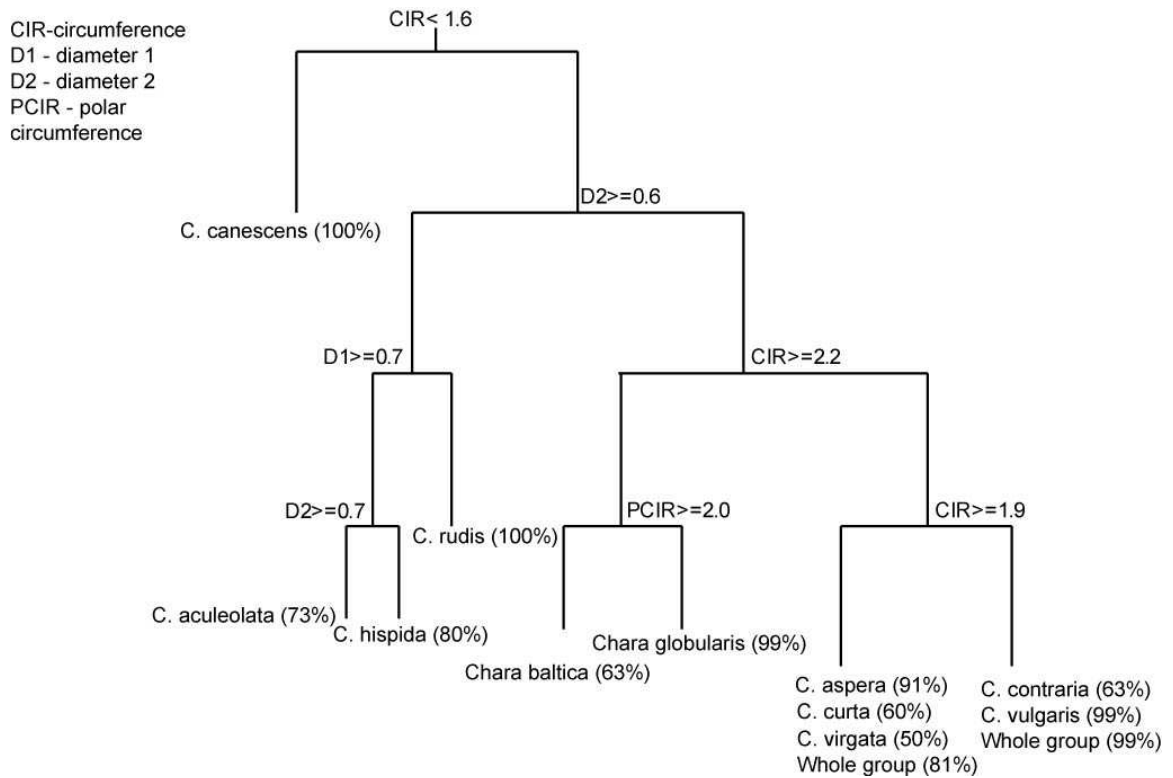 CIR-circumference
D1 - diameter 1
D2 - diameter 2
PCIR - polar
circumference
CIR< 1.6
D2>=0.6
C. canescens (100%)
D1>=0.7
CIR>=2.2
D2>=0.7
C. rudis (100%)
PCIR>=2.0
CIR>=1.9
C. aculeolata (73%)
C. hispida (80%)
Chara baltica (63%)
Chara globularis (99%)
C. aspera (91%)
C. curta (60%)
C. virgata (50%)
Whole group (81%)
C. contraria (63%)
C. vulgaris (99%)
Whole group (99%)